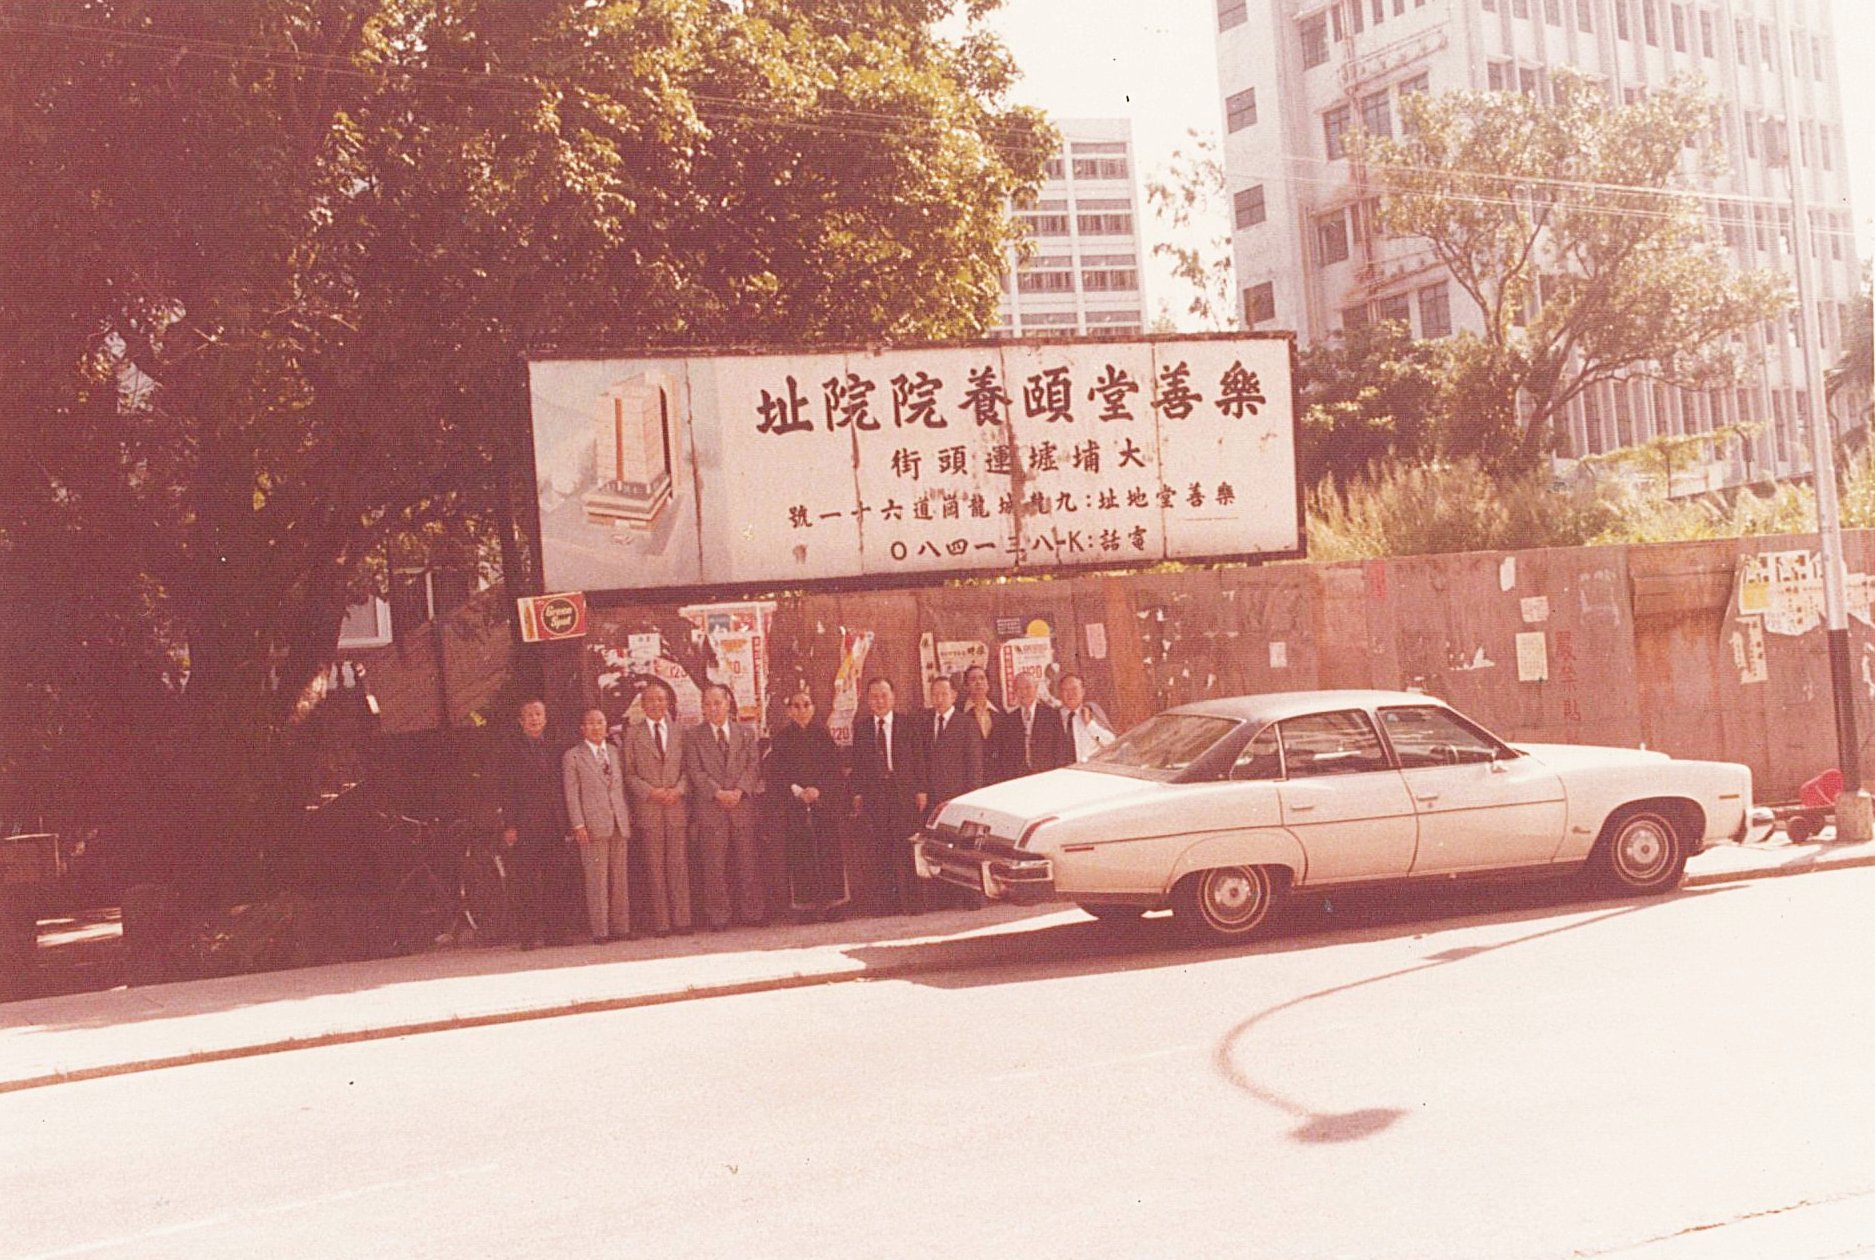 樂善堂頤養院院址
大埔墟運頭街
樂善堂地址:九龍城龍崗道六十一號
電話:K-八三一四八〇
Green
Spot
120